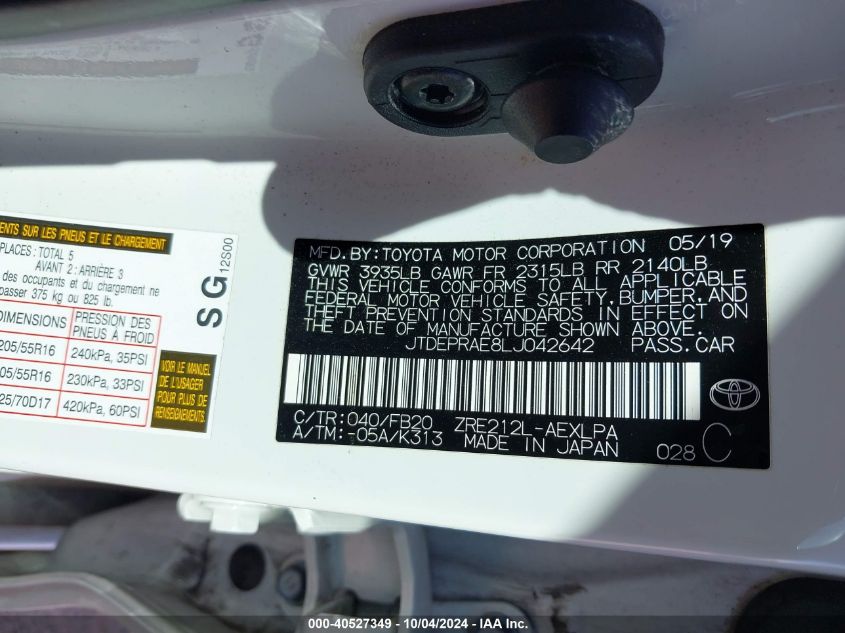 ENTS SUR LES PNEUS ET LE CHARGEMENT
PLACES: TOTAL 5
AVANT 2: ARRIÈRE 3
des occupants et du chargement ne
passer 375 kg ou 825 lb.
DIMENSIONS
PRESSION DES
PNEUS À FROID
205/55R16
240kPa, 35PSI
05/55R16
230kPa, 33PSI
25/70D17
420kPa, 60PSI
VOIR LE MANUEL
DE L'USAGER
POUR PLUS DE
RENSEIGNEMENTS.
SG
12S00
MFD.BY:TOYOTA MOTOR CORPORATION 05/19
GVWR 3935LB GAWR FR 2315LB RR 2140LB
THIS VEHICLE CONFORMS TO ALL APPLICABLE
FEDERAL MOTOR VEHICLE SAFETY, BUMPER, AND
THEFT PREVENTION STANDARDS IN EFFECT ON
THE DATE OF MANUFACTURE SHOWN ABOVE.
JTDEPRAE8LJ042642 PASS.CAR
C/TR:040/FB20 ZRE212L-AEXLPA
A/TM:-05A/K313 MADE IN JAPAN 028 C
000-40527349 - 10/04/2024 - IAA Inc.